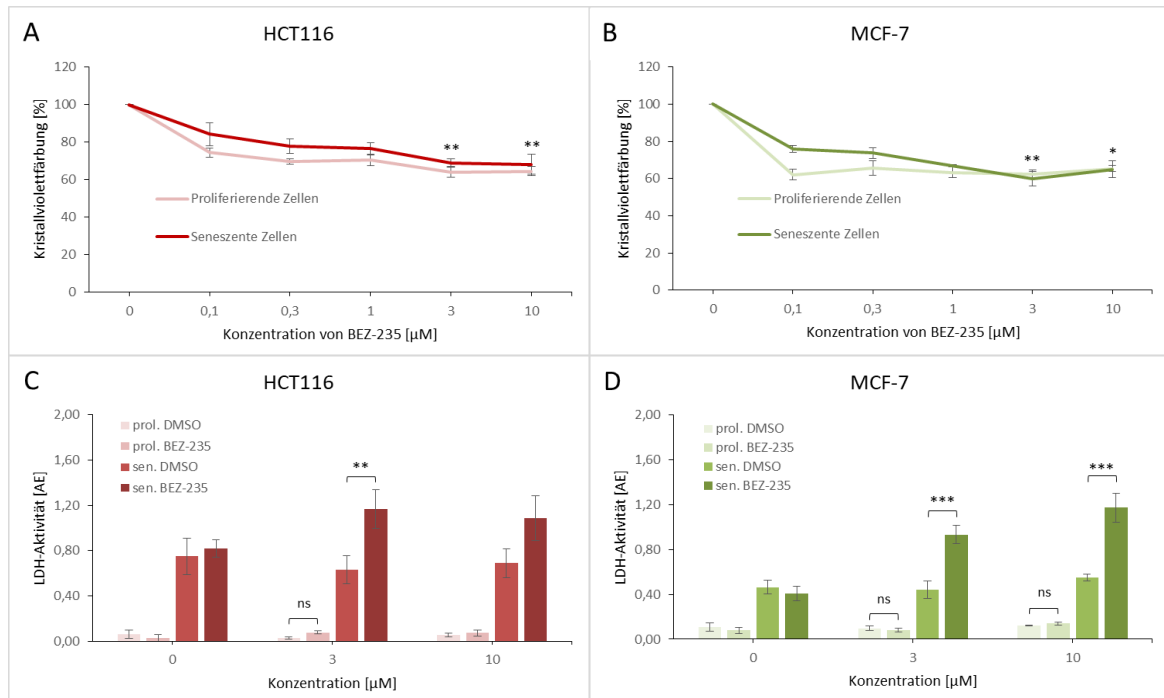 A
HCT116
Kristallviolettfärbung [%]
120
100
80
60
40
20
0
**
**
Proliferierende Zellen
Seneszente Zellen
0
0,1
0,3
1
3
10
Konzentration von BEZ-235 [µM]
B
MCF-7
Kristallviolettfärbung [%]
120
100
80
60
40
20
0
**
*
Proliferierende Zellen
Seneszente Zellen
0
0,1
0,3
1
3
10
Konzentration von BEZ-235 [µM]
C
HCT116
LDH-Aktivität [AE]
2,00
1,60
1,20
0,80
0,40
0,00
prol. DMSO
prol. BEZ-235
sen. DMSO
sen. BEZ-235
**
ns
0
3
10
Konzentration [µM]
D
MCF-7
LDH-Aktivität [AE]
2,00
1,60
1,20
0,80
0,40
0,00
prol. DMSO
prol. BEZ-235
sen. DMSO
sen. BEZ-235
***
***
ns
ns
0
3
10
Konzentration [µM]